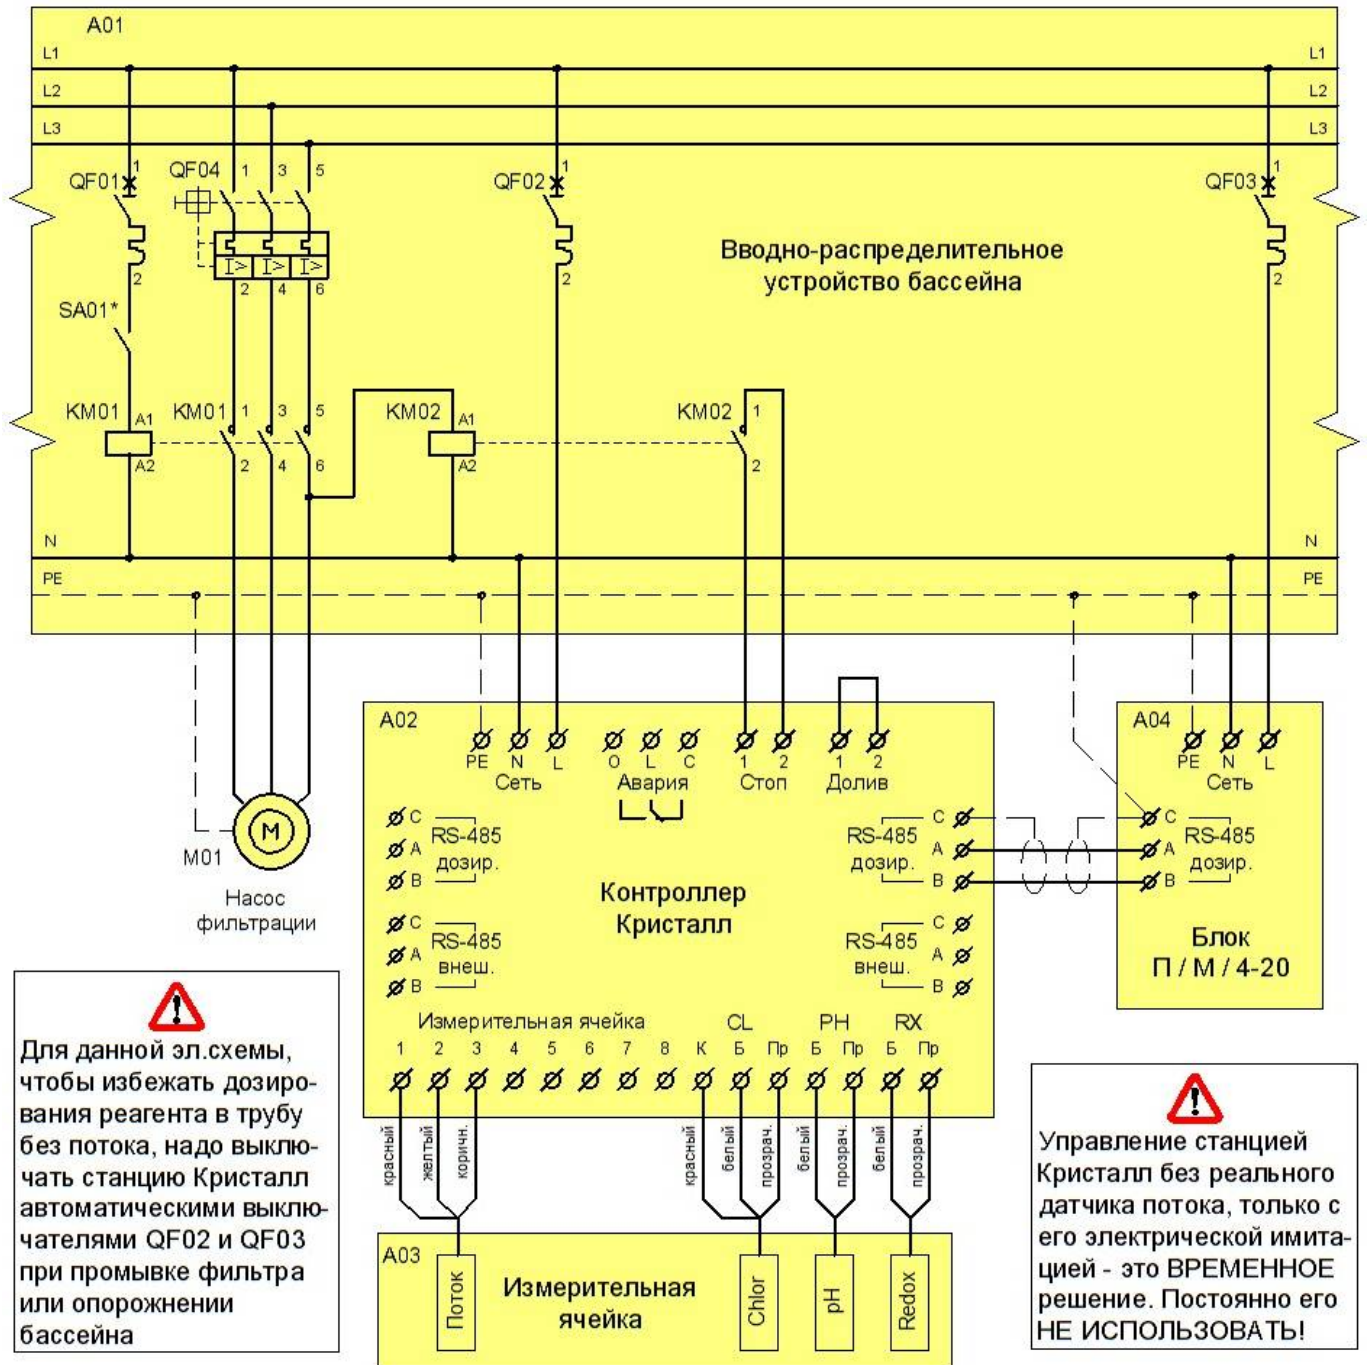 A01
L1 L1
L2 L2
L3 L3
QF01 1 QF04 1 3 5 QF02 1 QF03 1
I> I> I>
2 2 4 6 2 2
Вводно-распределительное
устройство бассейна
SA01*
KM01 A1 KM01 1 3 5 KM02 A1 KM02 1
A2 2 4 6 A2 2
N N
PE PE
A02
PE N L O L C 1 2 1 2
Сеть Авария Стоп Долив
A04
PE N L
Сеть
M
M01
Насос
фильтрации
C RS-485 RS-485 C C RS-485
A дозир. дозир. A A дозир.
B B B
Контроллер
Кристалл
C RS-485 RS-485 C
A внеш. внеш. A
B B
Блок
П / М / 4-20
Измерительная ячейка CL PH RX
1 2 3 4 5 6 7 8 К Б Пр Б Пр Б Пр
красный желтый коричн. красный белый прозрач. белый прозрач. белый прозрач.
A03
Поток
Измерительная
ячейка
Chlor
pH
Redox
!
Для данной эл.схемы,
чтобы избежать дозиро-
вания реагента в трубу
без потока, надо выклю-
чать станцию Кристалл
автоматическими выклю-
чателями QF02 и QF03
при промывке фильтра
или опорожнении
бассейна
!
Управление станцией
Кристалл без реального
датчика потока, только с
его электрической имита-
цией - это ВРЕМЕННОЕ
решение. Постоянно его
НЕ ИСПОЛЬЗОВАТЬ!